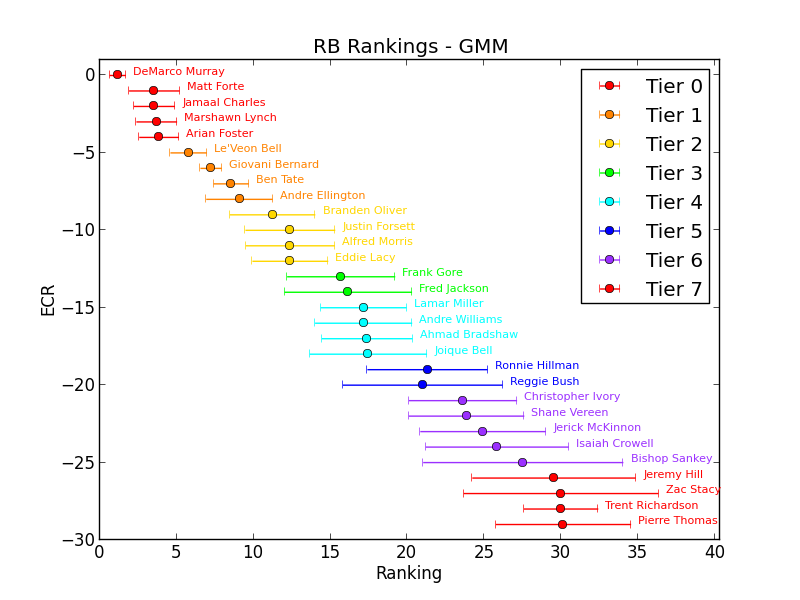 RB Rankings - GMM
0
−5
−10
−15
−20
−25
−30
ECR
DeMarco Murray
Matt Forte
Jamaal Charles
Marshawn Lynch
Arian Foster
Le'Veon Bell
Giovani Bernard
Ben Tate
Andre Ellington
Branden Oliver
Justin Forsett
Alfred Morris
Eddie Lacy
Frank Gore
Fred Jackson
Lamar Miller
Andre Williams
Ahmad Bradshaw
Joique Bell
Ronnie Hillman
Reggie Bush
Christopher Ivory
Shane Vereen
Jerick McKinnon
Isaiah Crowell
Bishop Sankey
Jeremy Hill
Zac Stacy
Trent Richardson
Pierre Thomas
Tier 0
Tier 1
Tier 2
Tier 3
Tier 4
Tier 5
Tier 6
Tier 7
0 5 10 15 20 25 30 35 40
Ranking